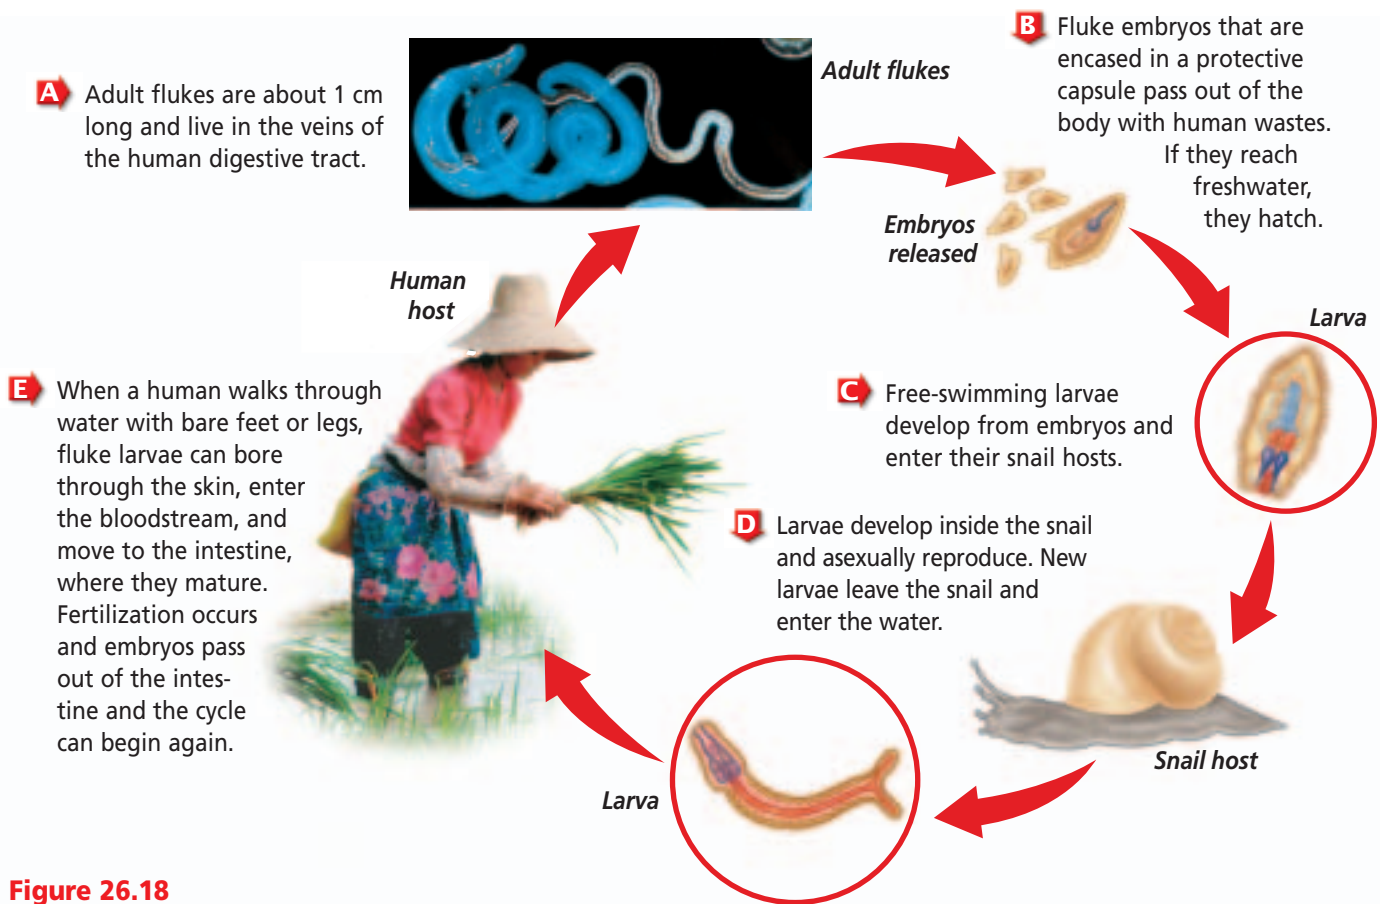 A Adult flukes are about 1 cm
long and live in the veins of
the human digestive tract.
Adult flukes
B Fluke embryos that are
encased in a protective
capsule pass out of the
body with human wastes.
If they reach
freshwater,
they hatch.
Embryos
released
Larva
C Free-swimming larvae
develop from embryos and
enter their snail hosts.
Snail host
D Larvae develop inside the snail
and asexually reproduce. New
larvae leave the snail and
enter the water.
Larva
Human
host
E When a human walks through
water with bare feet or legs,
fluke larvae can bore
through the skin, enter
the bloodstream, and
move to the intestine,
where they mature.
Fertilization occurs
and embryos pass
out of the intes-
tine and the cycle
can begin again.
Figure 26.18